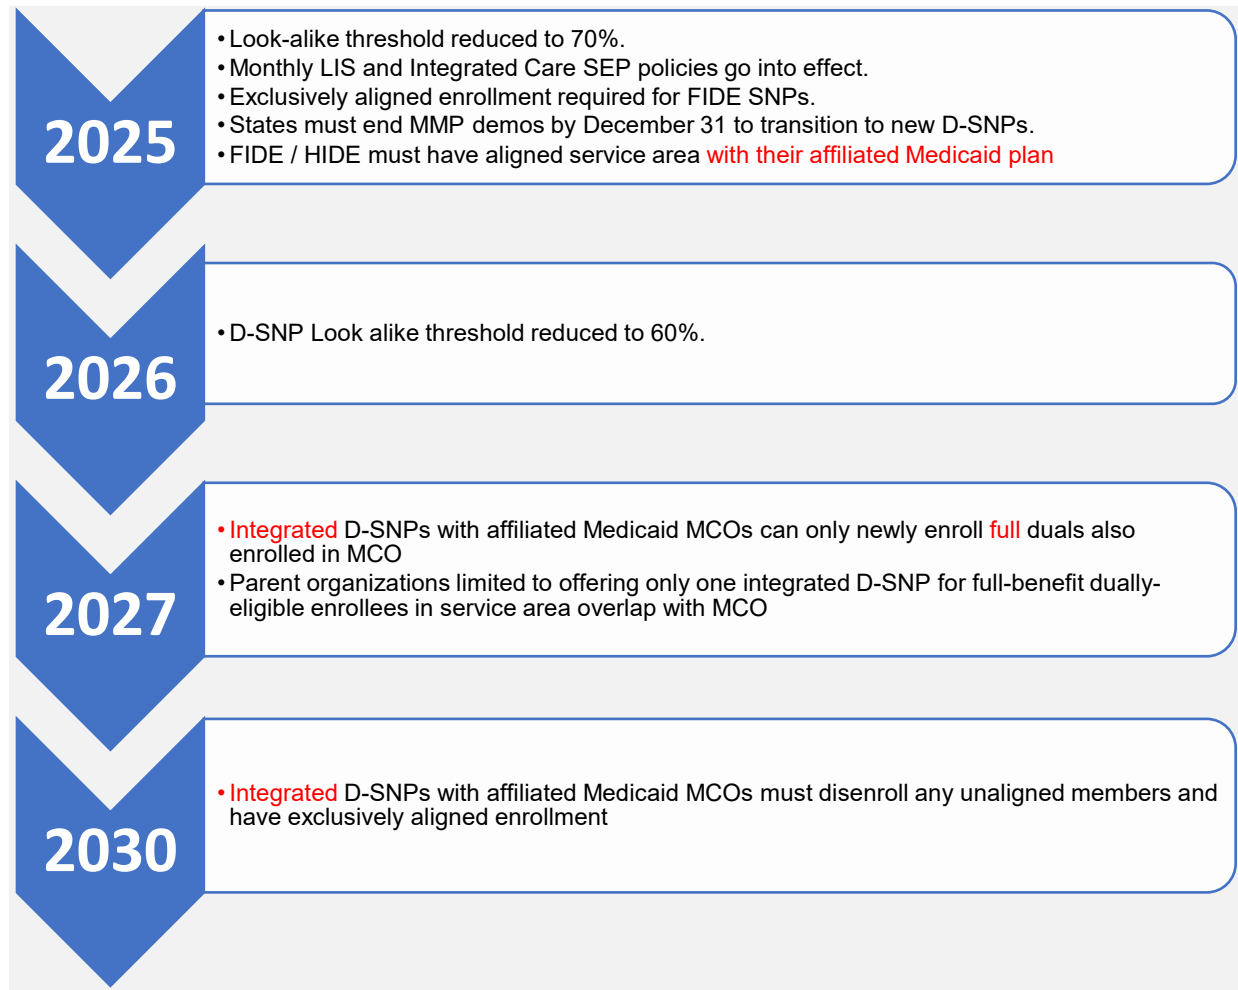 2025
• Look-alike threshold reduced to 70%.
• Monthly LIS and Integrated Care SEP policies go into effect.
• Exclusively aligned enrollment required for FIDE SNPs.
• States must end MMP demos by December 31 to transition to new D-SNPs.
• FIDE / HIDE must have aligned service area with their affiliated Medicaid plan
2026
• D-SNP Look alike threshold reduced to 60%.
2027
• Integrated D-SNPs with affiliated Medicaid MCOs can only newly enroll full duals also
enrolled in MCO
• Parent organizations limited to offering only one integrated D-SNP for full-benefit dually-
eligible enrollees in service area overlap with MCO
2030
• Integrated D-SNPs with affiliated Medicaid MCOs must disenroll any unaligned members and
have exclusively aligned enrollment